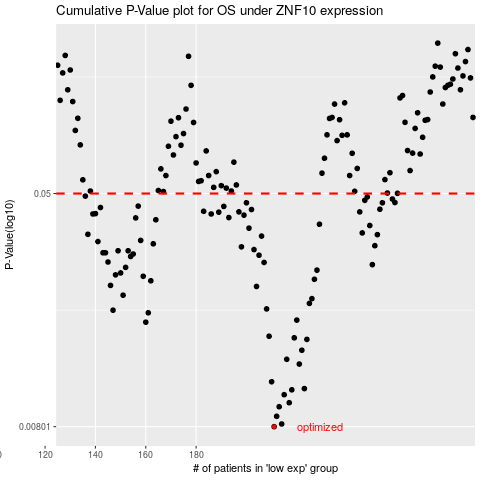 Cumulative P-Value plot for OS under ZNF10 expression
P-Value(log10)
0.05
0.00801
optimized
0 120 140 160 180
# of patients in 'low exp' group